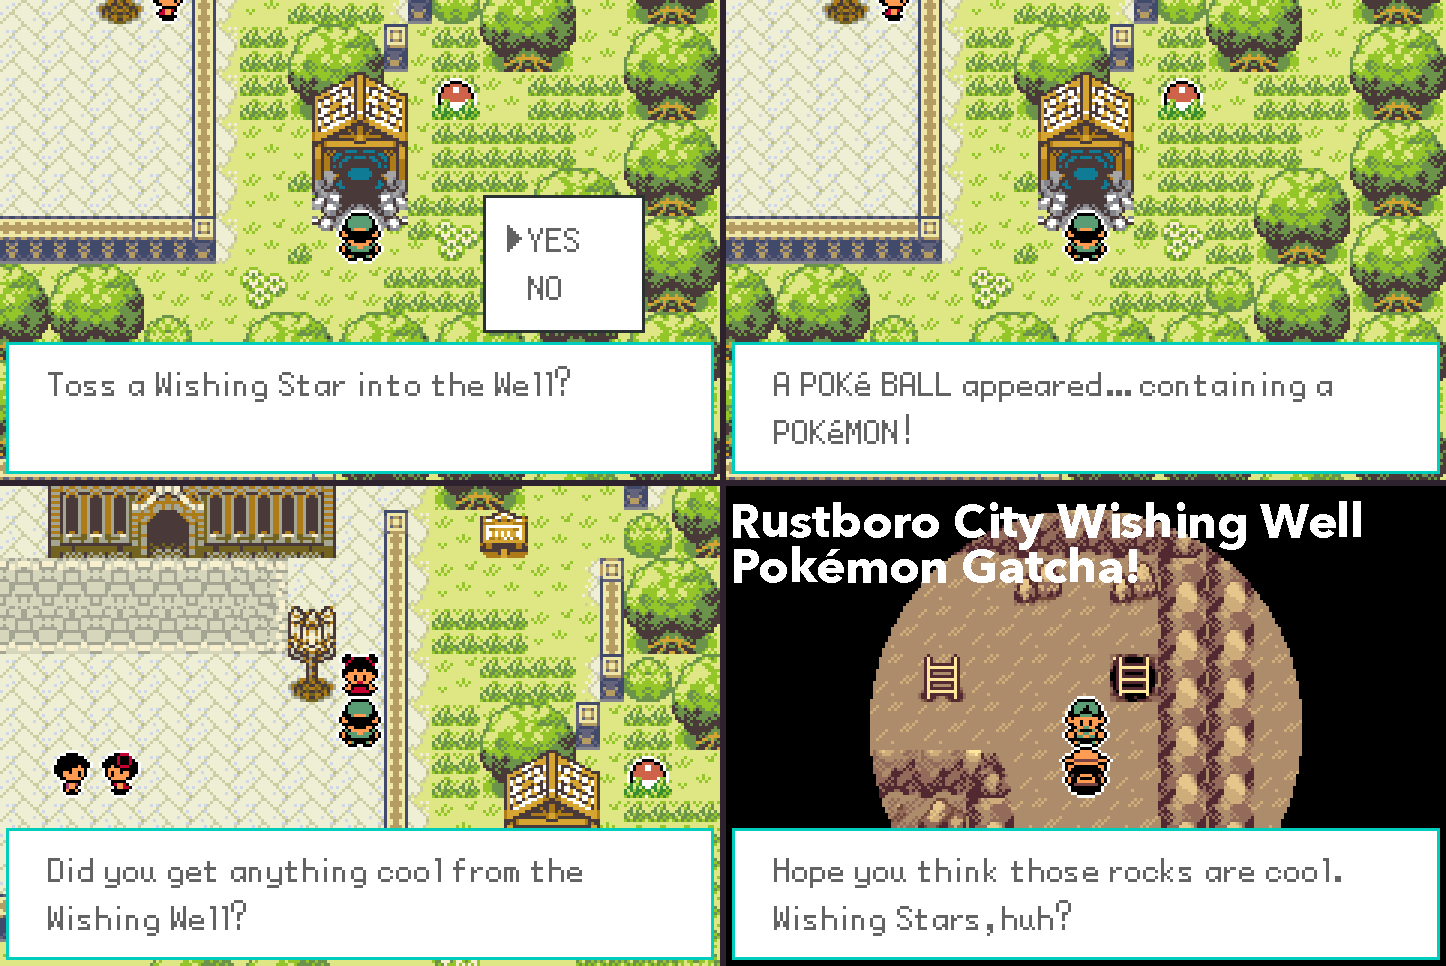 YES
NO
Toss a Wishing Star into the Well?
A POKé BALL appeared... containing a
POKéMON!
Did you get anything cool from the
Wishing Well?
Rustboro City Wishing Well
Pokémon Gatcha!
Hope you think those rocks are cool.
Wishing Stars, huh?